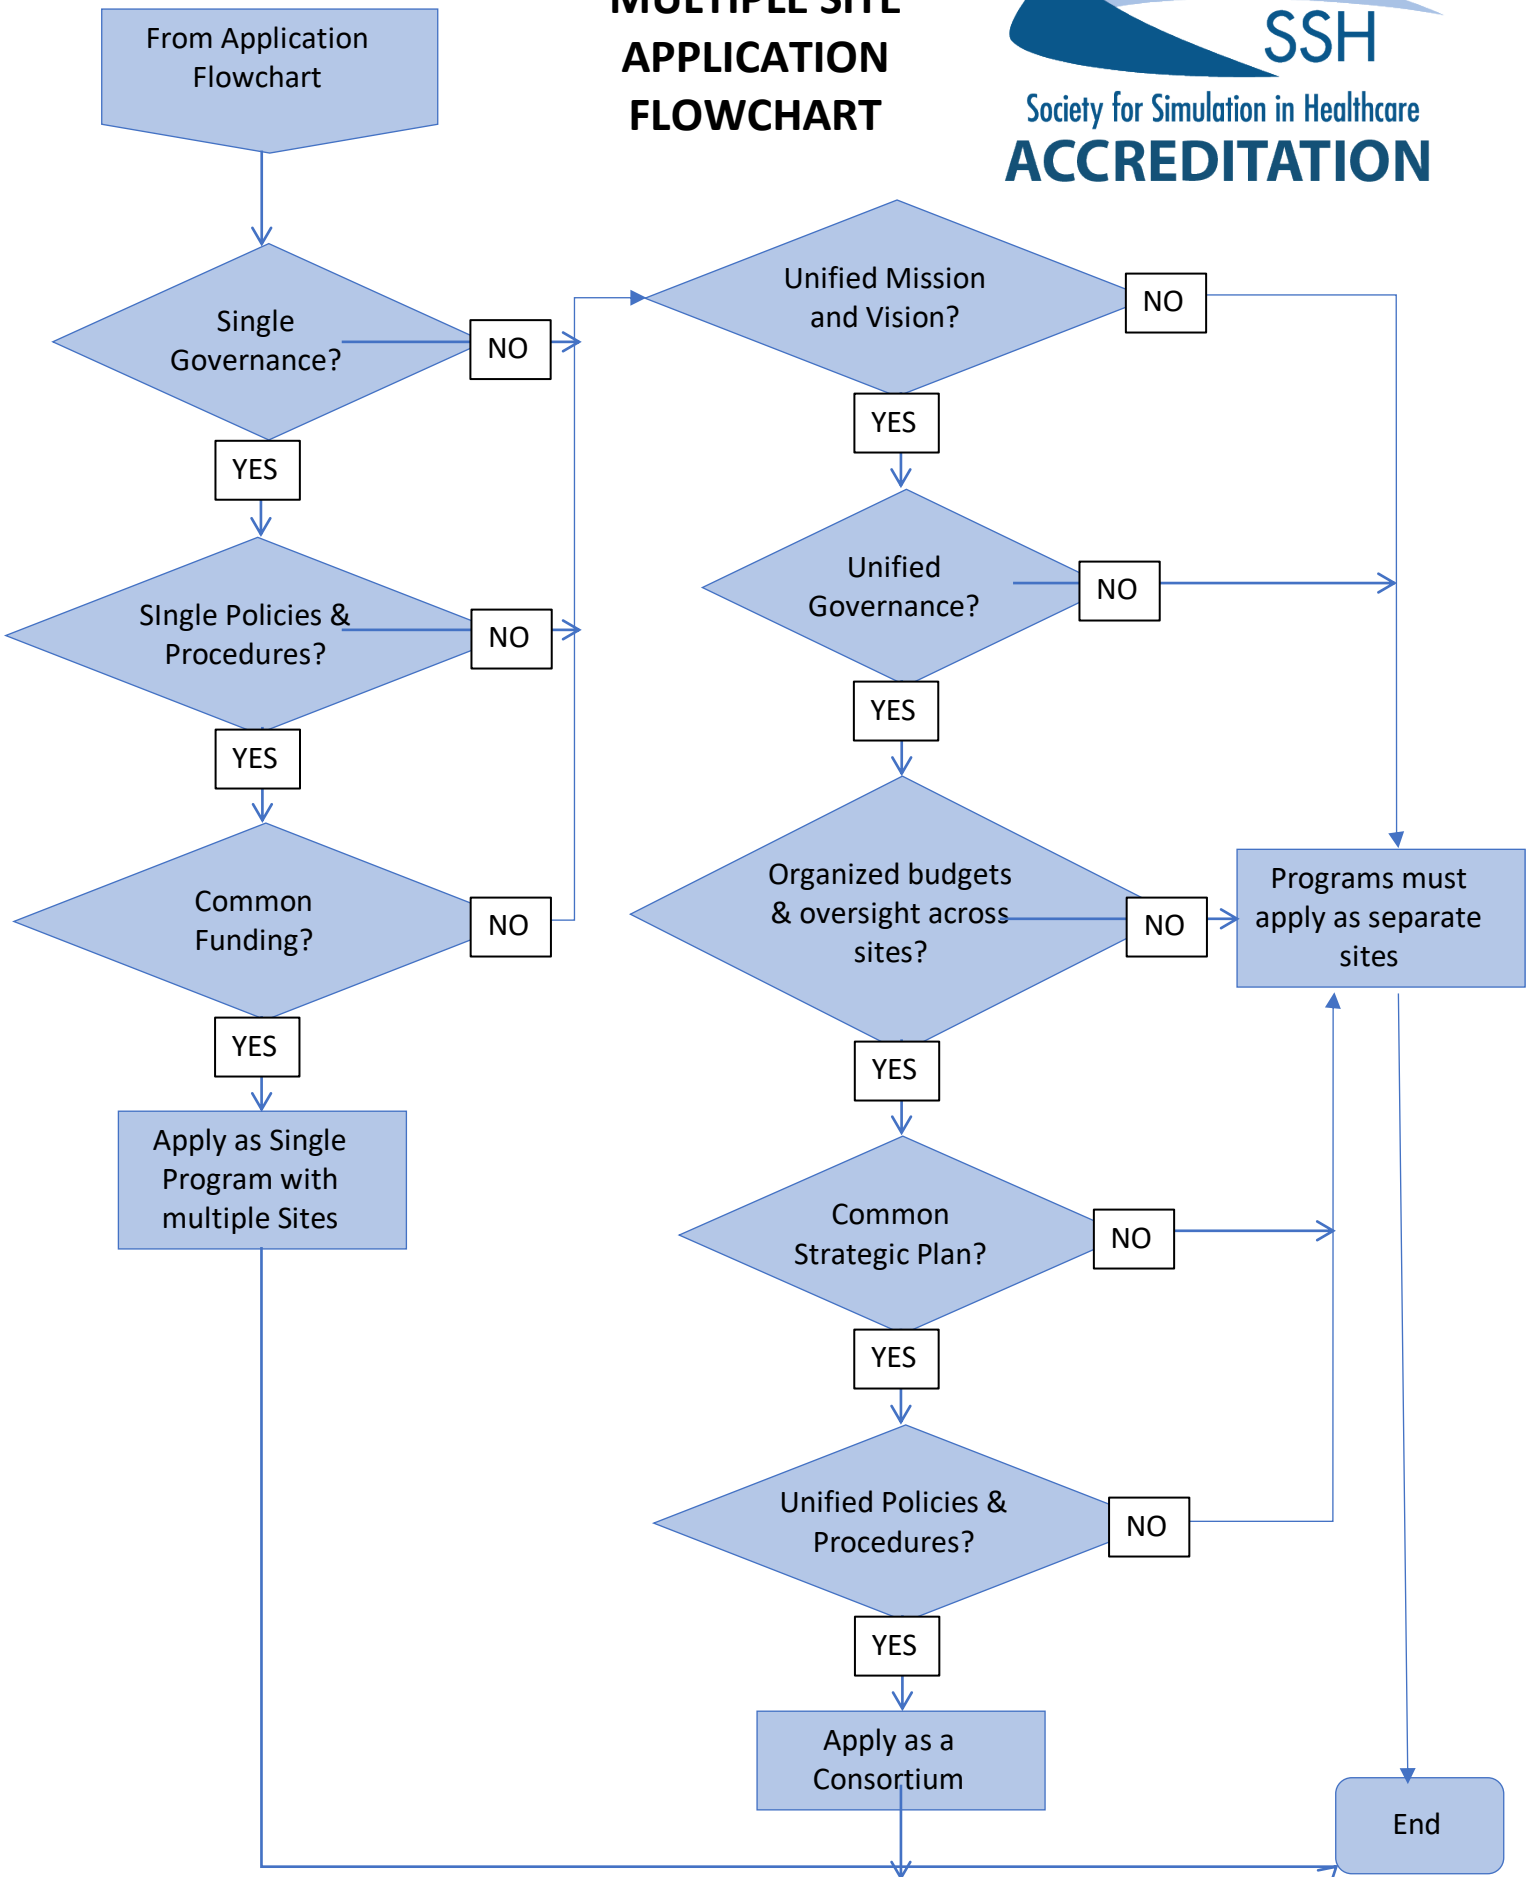 From Application
Flowchart
MULTIPLE SITE
APPLICATION
FLOWCHART
SSH
Society for Simulation in Healthcare
ACCREDITATION
Single
Governance?
NO
YES
SIngle Policies &
Procedures?
NO
YES
Common
Funding?
NO
YES
Apply as Single
Program with
multiple Sites
Unified Mission
and Vision?
NO
YES
Unified
Governance?
NO
YES
Organized budgets
& oversight across
sites?
NO
YES
Programs must
apply as separate
sites
Common
Strategic Plan?
NO
YES
Unified Policies &
Procedures?
NO
YES
Apply as a
Consortium
End